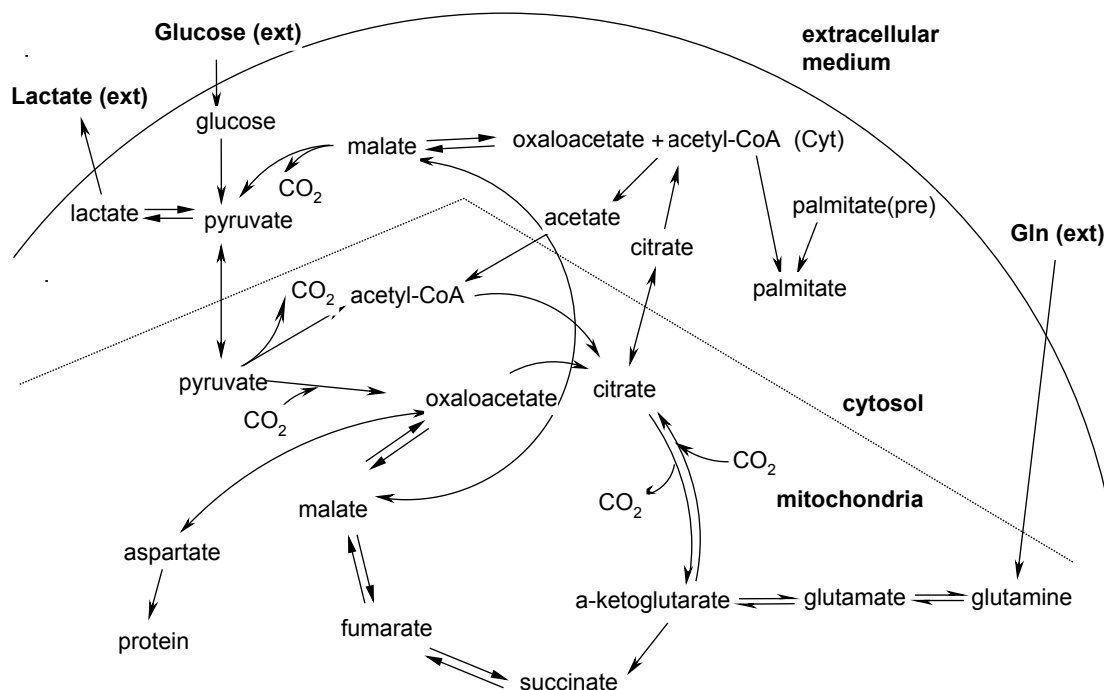 Glucose (ext)
extracellular
medium
Lactate (ext)
glucose
malate
oxaloacetate + acetyl-CoA (Cyt)
CO2
lactate
pyruvate
acetate
palmitate(pre)
Gln (ext)
citrate
palmitate
CO2
acetyl-CoA
pyruvate
citrate
oxaloacetate
cytosol
CO2
CO2
CO2
mitochondria
malate
aspartate
a-ketoglutarate
glutamate
glutamine
protein
fumarate
succinate